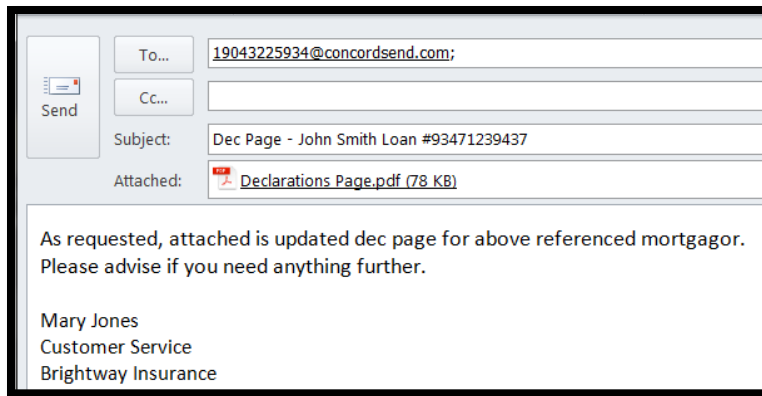 To...
19043225934@concordsend.com;
Send
Cc...
Subject:
Dec Page - John Smith Loan #93471239437
Attached:
PDF
Declarations Page.pdf (78 KB)
As requested, attached is updated dec page for above referenced mortgagor.
Please advise if you need anything further.
Mary Jones
Customer Service
Brightway Insurance